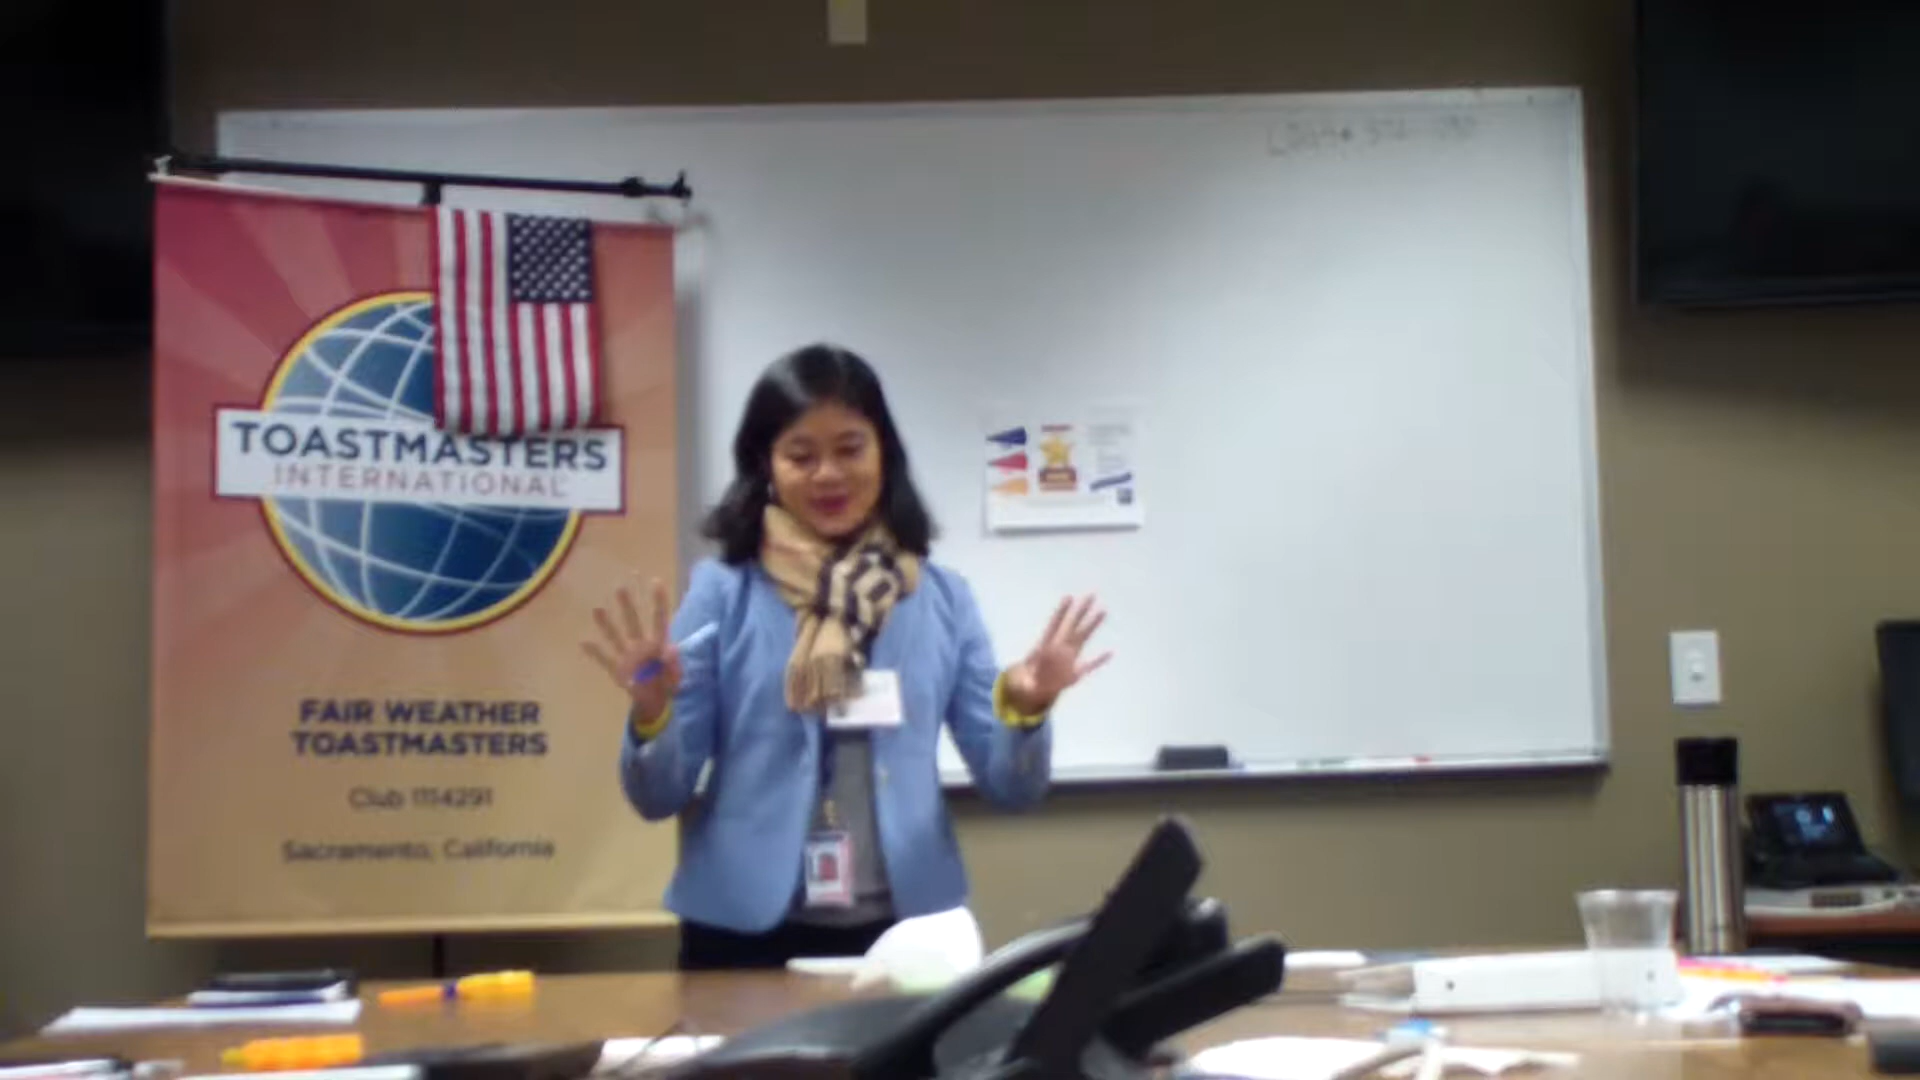 TOASTMASTERS
INTERNATIONAL
FAIR WEATHER
TOASTMASTERS
Club 1114291
Sacramento, California